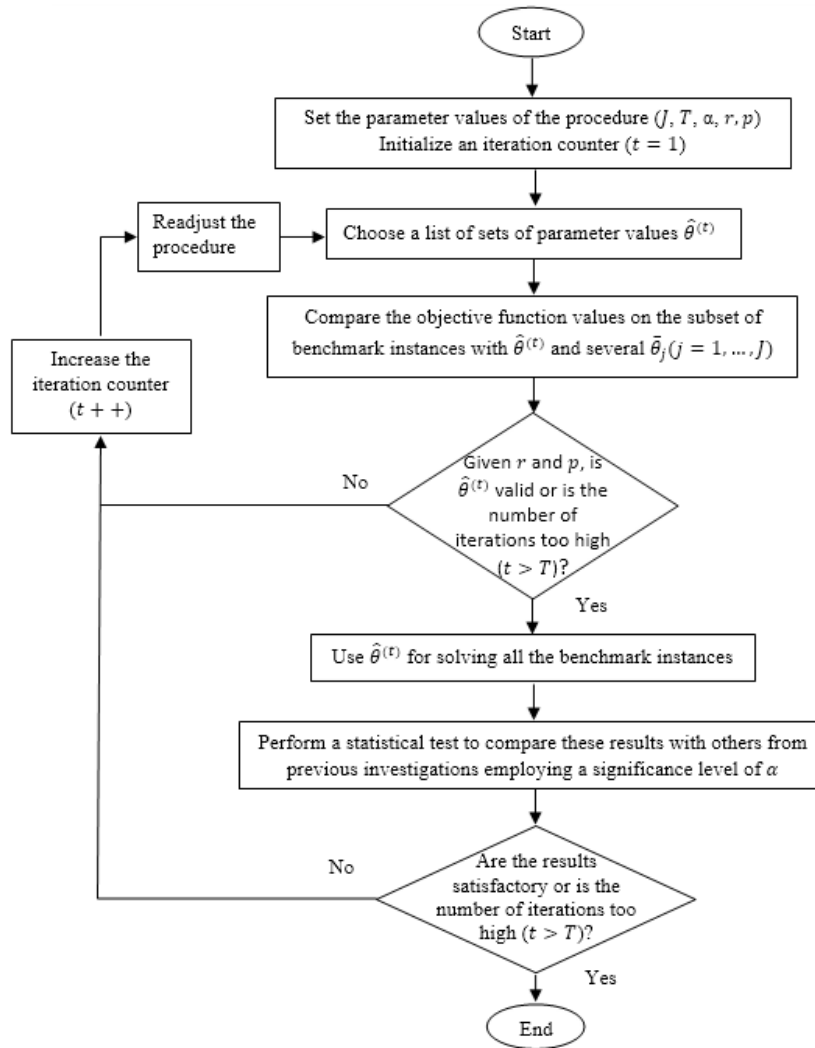 Start
Set the parameter values of the procedure (J, T, α, r, p)
Initialize an iteration counter (t = 1)
Readjust the
procedure
Choose a list of sets of parameter values θ̂⁽ᵗ⁾
Compare the objective function values on the subset of
benchmark instances with θ̂⁽ᵗ⁾ and several θ̄ⱼ(j = 1, ..., J)
Increase the
iteration counter
(t + +)
No
Given r and p, is
θ̂⁽ᵗ⁾ valid or is the
number of
iterations too high
(t > T)?
Yes
Use θ̂⁽ᵗ⁾ for solving all the benchmark instances
Perform a statistical test to compare these results with others from
previous investigations employing a significance level of α
No
Are the results
satisfactory or is the
number of iterations too
high (t > T)?
Yes
End